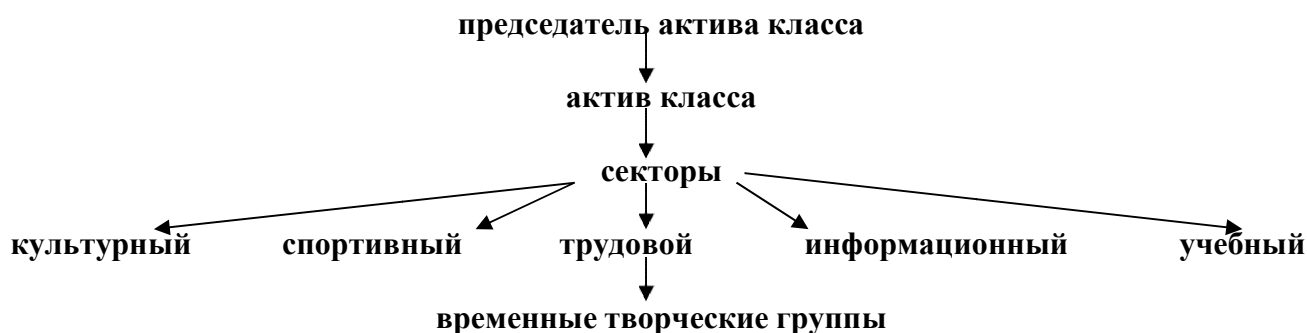 председатель актива класса
актив класса
секторы
культурный спортивный трудовой информационный учебный
временные творческие группы